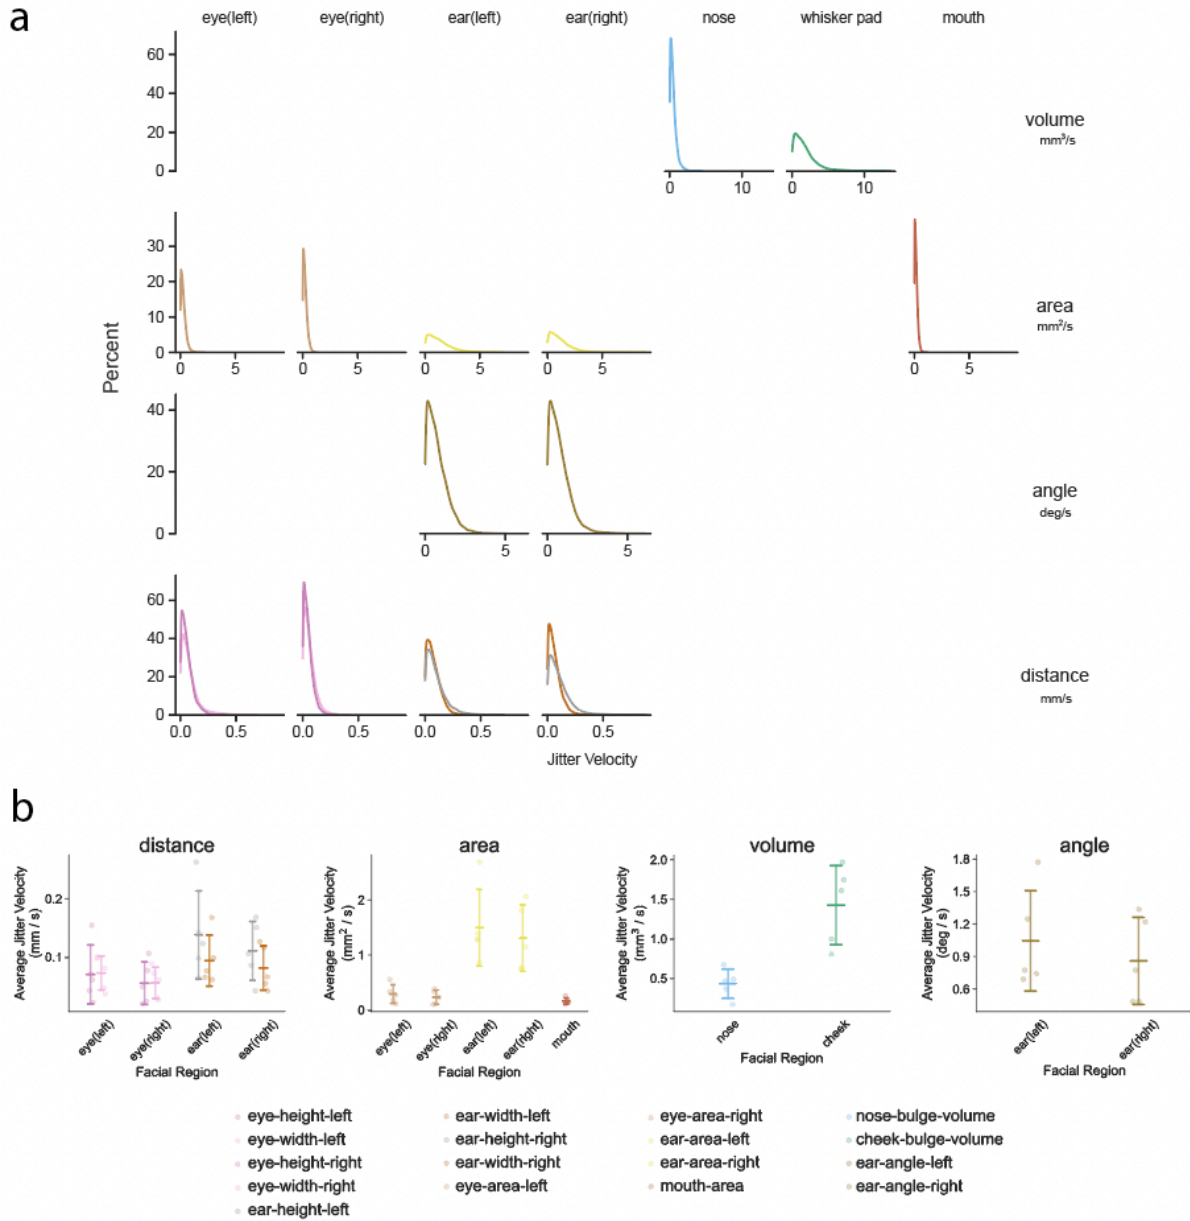 a
eye(left) eye(right) ear(left) ear(right) nose whisker pad mouth
60
40
20
0
0 10 0 10
volume
mm³/s
30
20
10
0
0 5 0 5 0 5 0 5 0 5
area
mm²/s
Percent
40
20
0
0 5 0 5
angle
deg/s
60
40
20
0
0.0 0.5 0.0 0.5 0.0 0.5 0.0 0.5
distance
mm/s
Jitter Velocity
b
distance
Average Jitter Velocity
(mm / s)
0.2
0.1
eye(left) eye(right) ear(left) ear(right)
Facial Region
area
Average Jitter Velocity
(mm² / s)
2
1
0
eye(left) eye(right) ear(left) ear(right) mouth
Facial Region
volume
Average Jitter Velocity
(mm³ / s)
2.0
1.5
1.0
0.5
nose cheek
Facial Region
angle
Average Jitter Velocity
(deg / s)
1.8
1.5
1.2
0.9
0.6
ear(left) ear(right)
Facial Region
eye-height-left ear-width-left eye-area-right nose-bulge-volume
eye-width-left ear-height-right ear-area-left cheek-bulge-volume
eye-height-right ear-width-right ear-area-right ear-angle-left
eye-width-right eye-area-left mouth-area ear-angle-right
ear-height-left